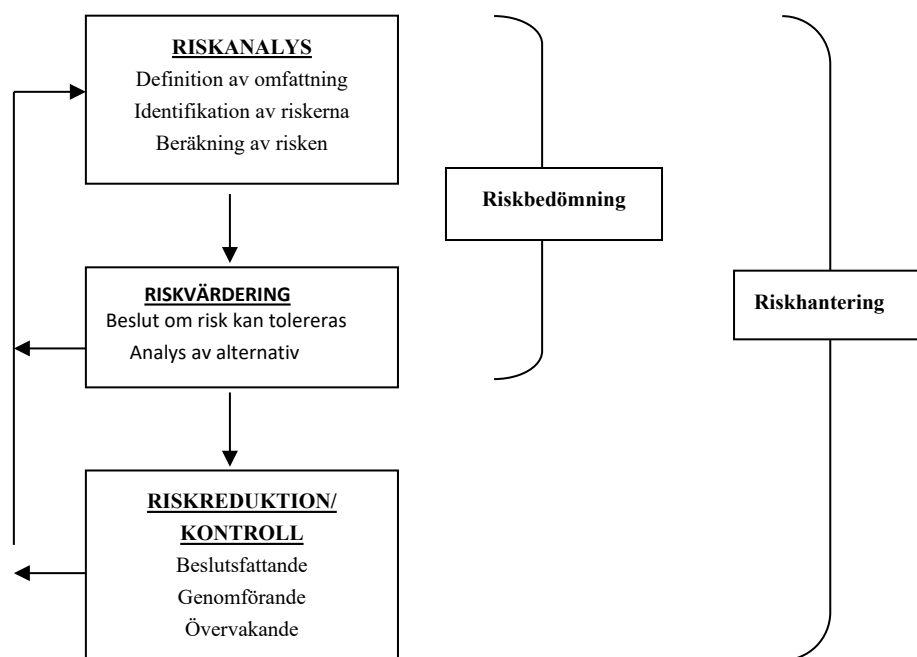 RISKANALYS
Definition av omfattning
Identifikation av riskerna
Beräkning av risken
Riskbedömning
RISKVÄRDERING
Beslut om risk kan tolereras
Analys av alternativ
Riskhantering
RISKREDUKTION/
KONTROLL
Beslutsfattande
Genomförande
Övervakande